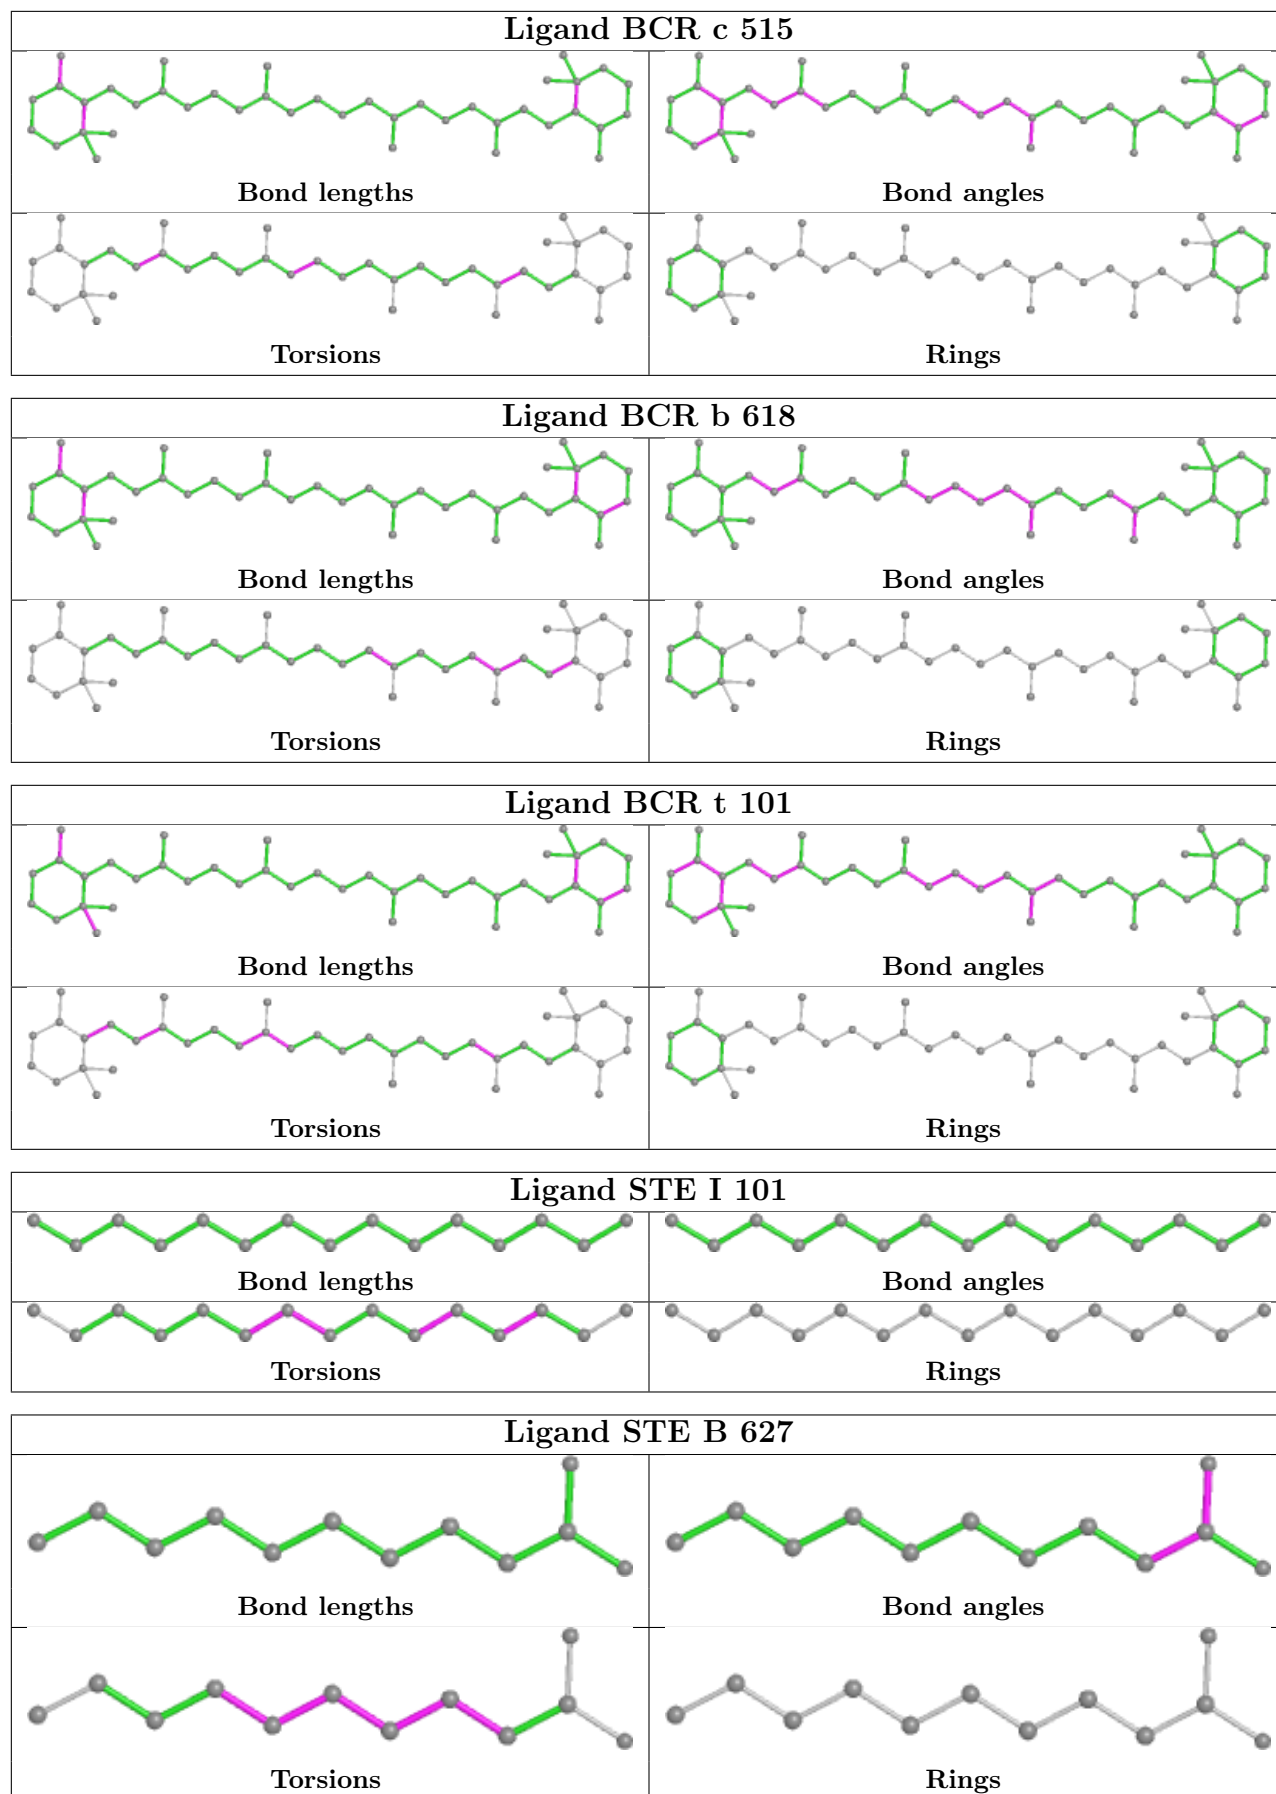 Ligand BCR c 515
Bond lengths Bond angles
Torsions Rings
Ligand BCR b 618
Bond lengths Bond angles
Torsions Rings
Ligand BCR t 101
Bond lengths Bond angles
Torsions Rings
Ligand STE I 101
Bond lengths Bond angles
Torsions Rings
Ligand STE B 627
Bond lengths Bond angles
Torsions Rings